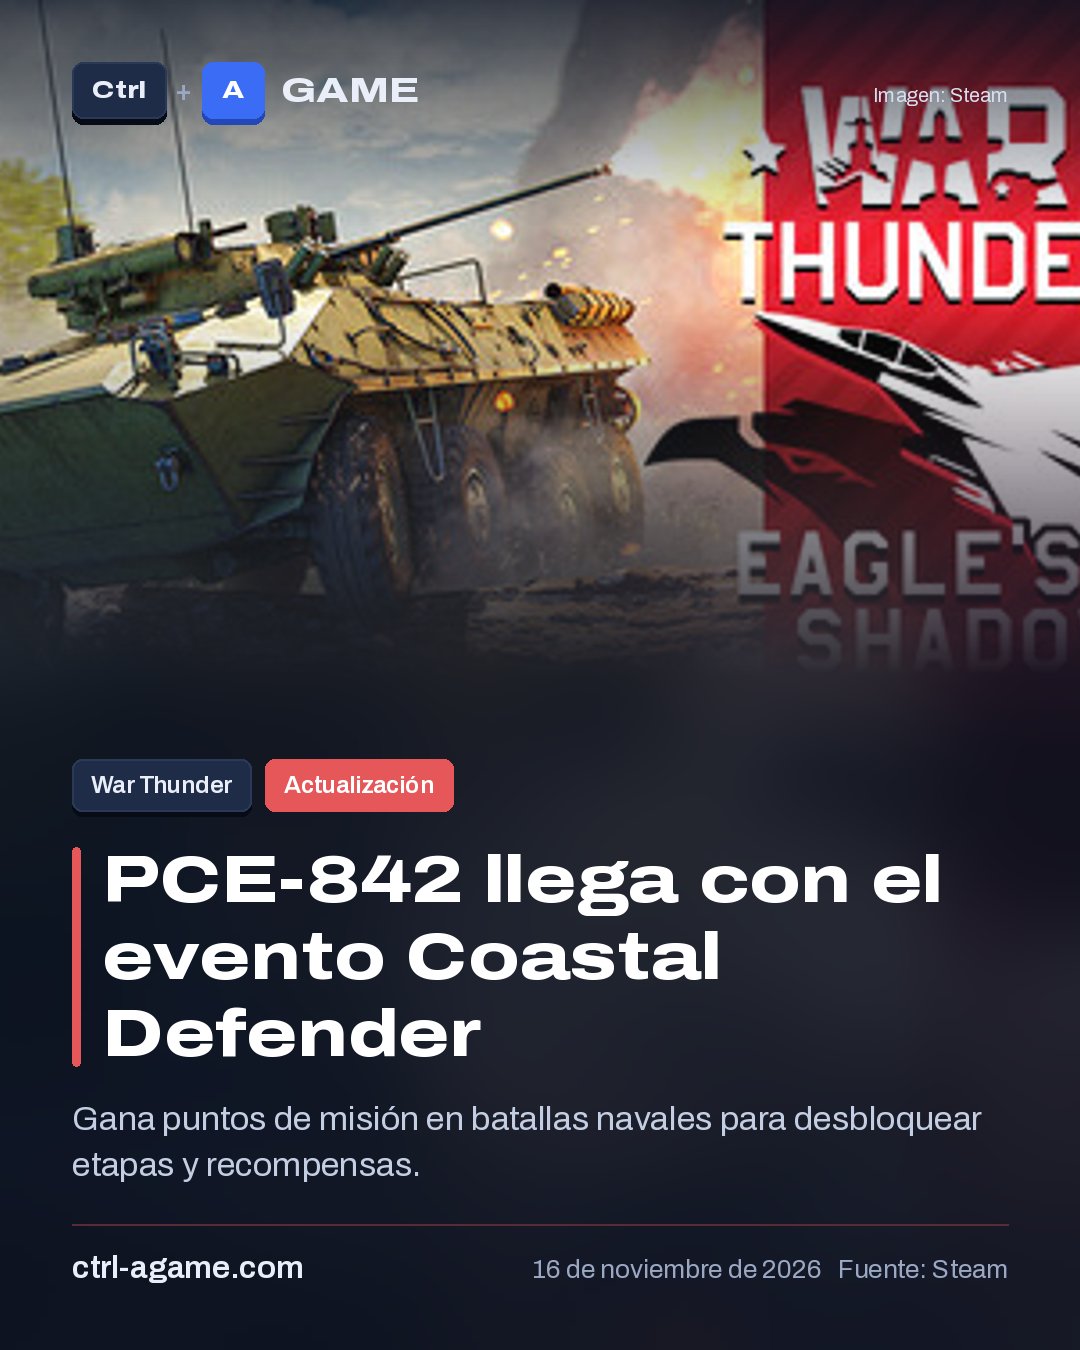 Ctrl + A GAME
Imagen: Steam
WAR
THUNDE
EAGLE'S
SHADO
War Thunder
Actualización
PCE-842 llega con el
evento Coastal
Defender
Gana puntos de misión en batallas navales para desbloquear
etapas y recompensas.
ctrl-agame.com
16 de noviembre de 2026 Fuente: Steam